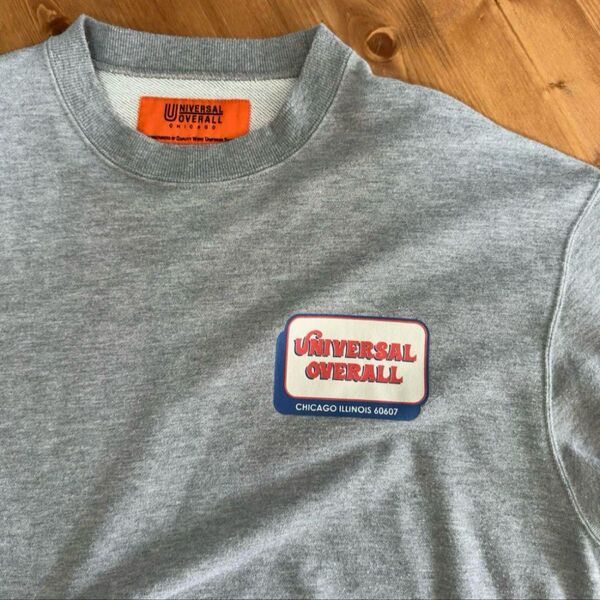 UNIVERSAL
OVERALL
CHICAGO
UNIVERSAL
OVERALL
CHICAGO ILLINOIS 60607